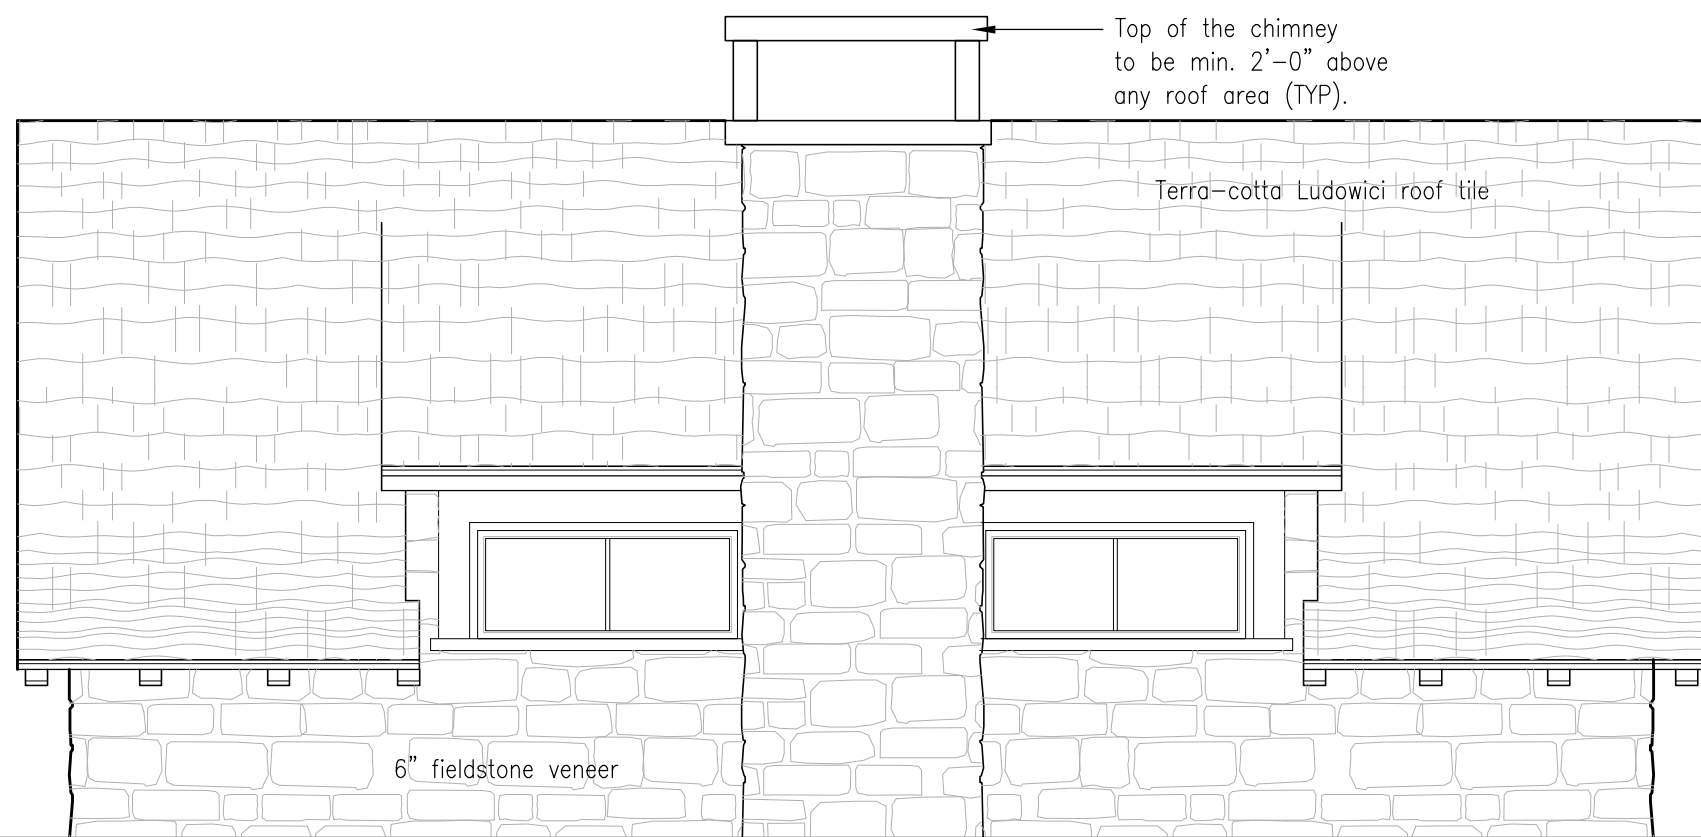 Top of the chimney
to be min. 2'-0" above
any roof area (TYP).
Terra-cotta Ludowici roof tile
6" fieldstone veneer